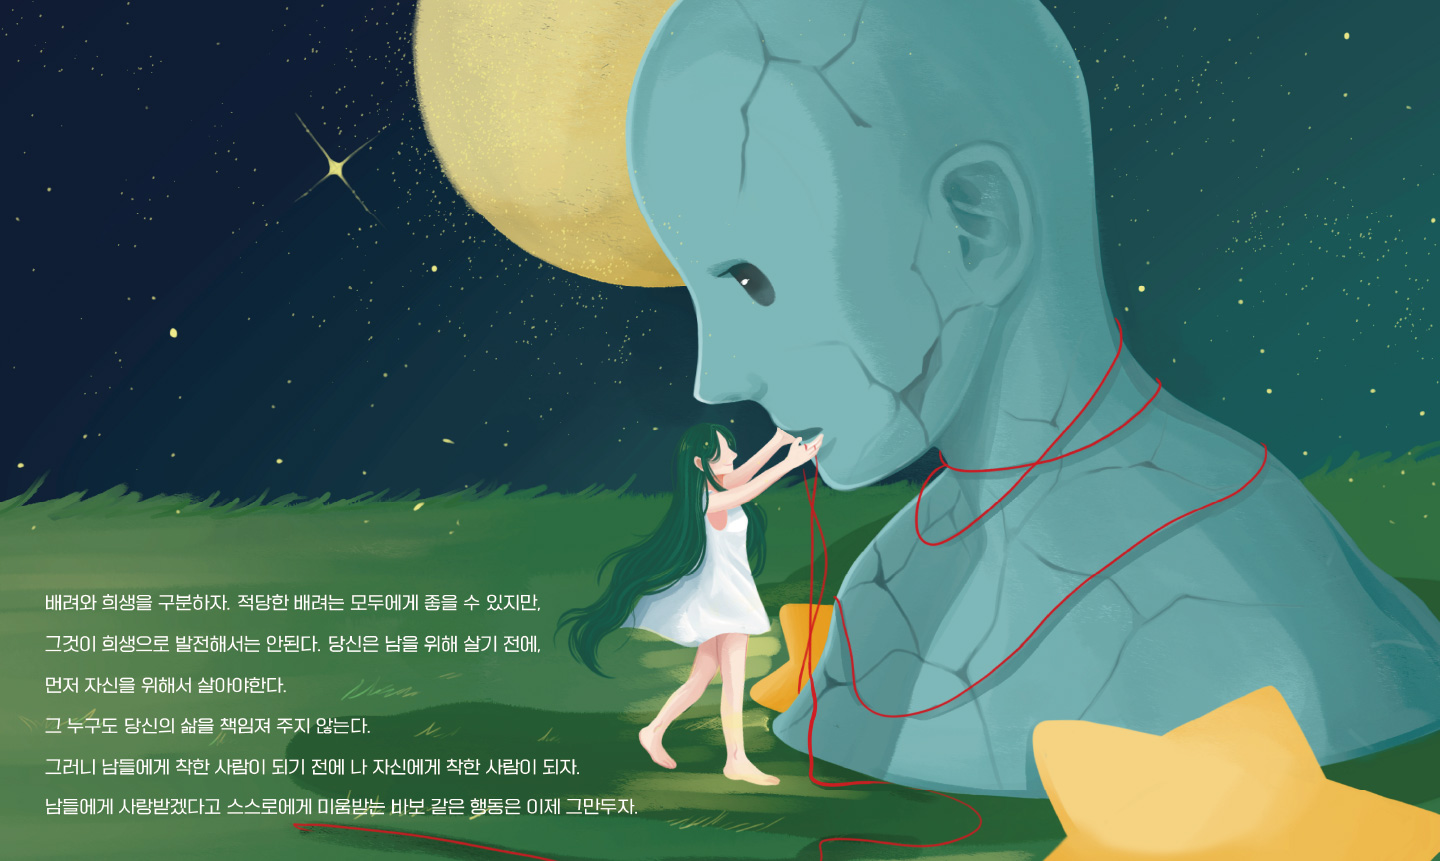 배려와 희생을 구분하자. 적당한 배려는 모두에게 좋을 수 있지만,
그것이 희생으로 발전해서는 안된다. 당신은 남을 위해 살기 전에,
먼저 자신을 위해서 살아야한다.
그 누구도 당신의 삶을 책임져 주지 않는다.
그러니 남들에게 착한 사람이 되기 전에 나 자신에게 착한 사람이 되자.
남들에게 사랑받겠다고 스스로에게 미움받는 바보 같은 행동은 이제 그만두자.